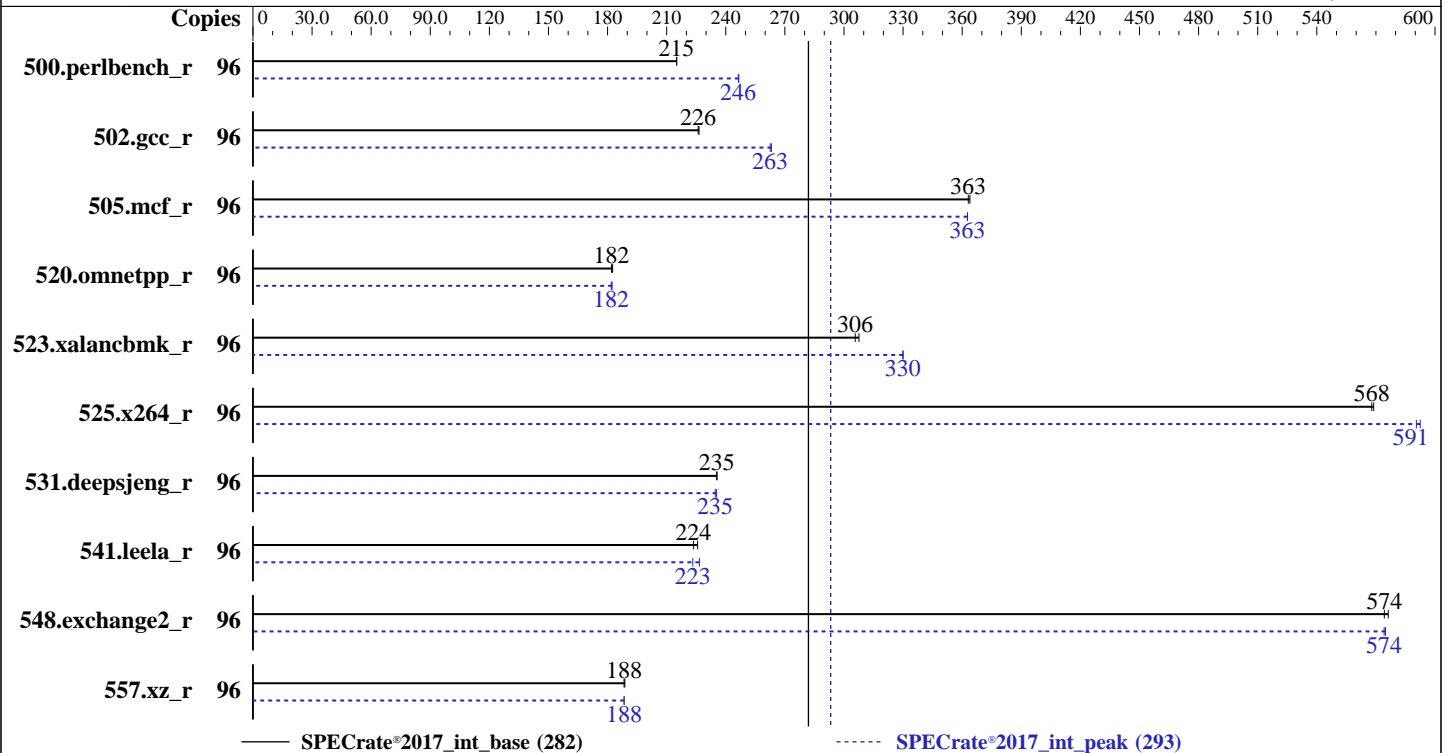 Copies 0 30.0 60.0 90.0 120 150 180 210 240 270 300 330 360 390 420 450 480 510 540 600
215
500.perlbench_r 96
246
226
502.gcc_r 96
263
363
505.mcf_r 96
363
182
520.omnetpp_r 96
182
306
523.xalancbmk_r 96
330
568
525.x264_r 96
591
235
531.deepsjeng_r 96
235
224
541.leela_r 96
223
574
548.exchange2_r 96
574
188
557.xz_r 96
188
SPECrate®2017_int_base (282) SPECrate®2017_int_peak (293)